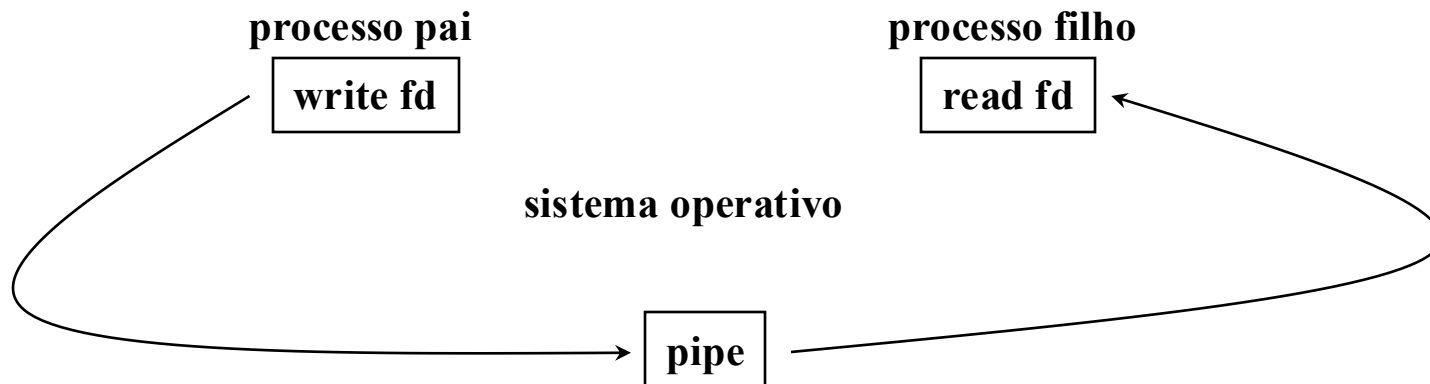 processo pai
processo filho
write fd
read fd
sistema operativo
pipe